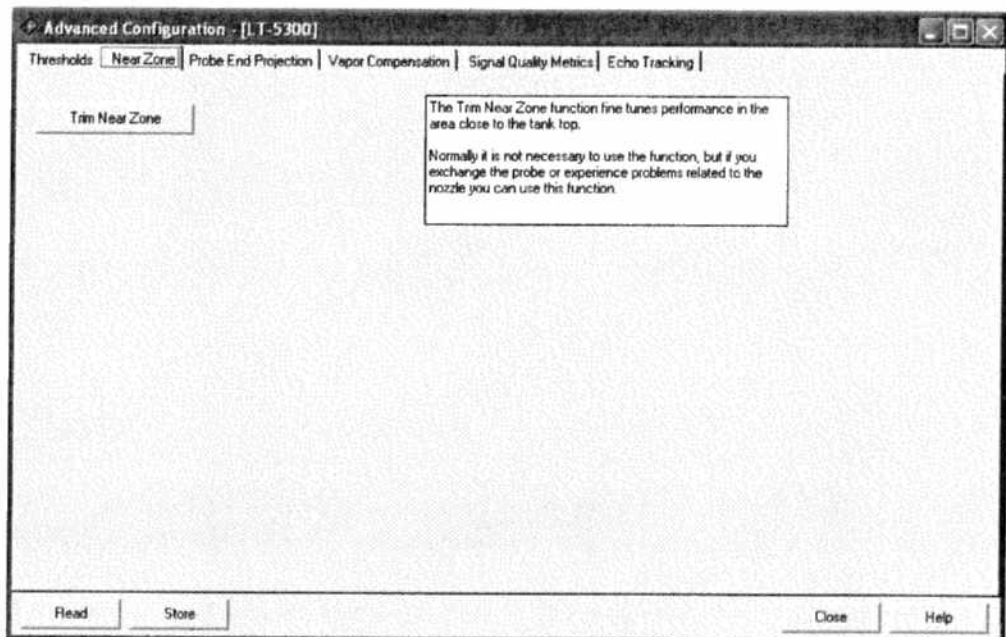 Advanced Configuration - [LT-5300]
Thresholds Near Zone Probe End Projection Vapor Compensation Signal Quality Metrics Echo Tracking
Trim Near Zone
The Trim Near Zone function fine tunes performance in the
area close to the tank top.
Normally it is not necessary to use the function, but if you
exchange the probe or experience problems related to the
nozzle you can use this function.
Read Store Close Help